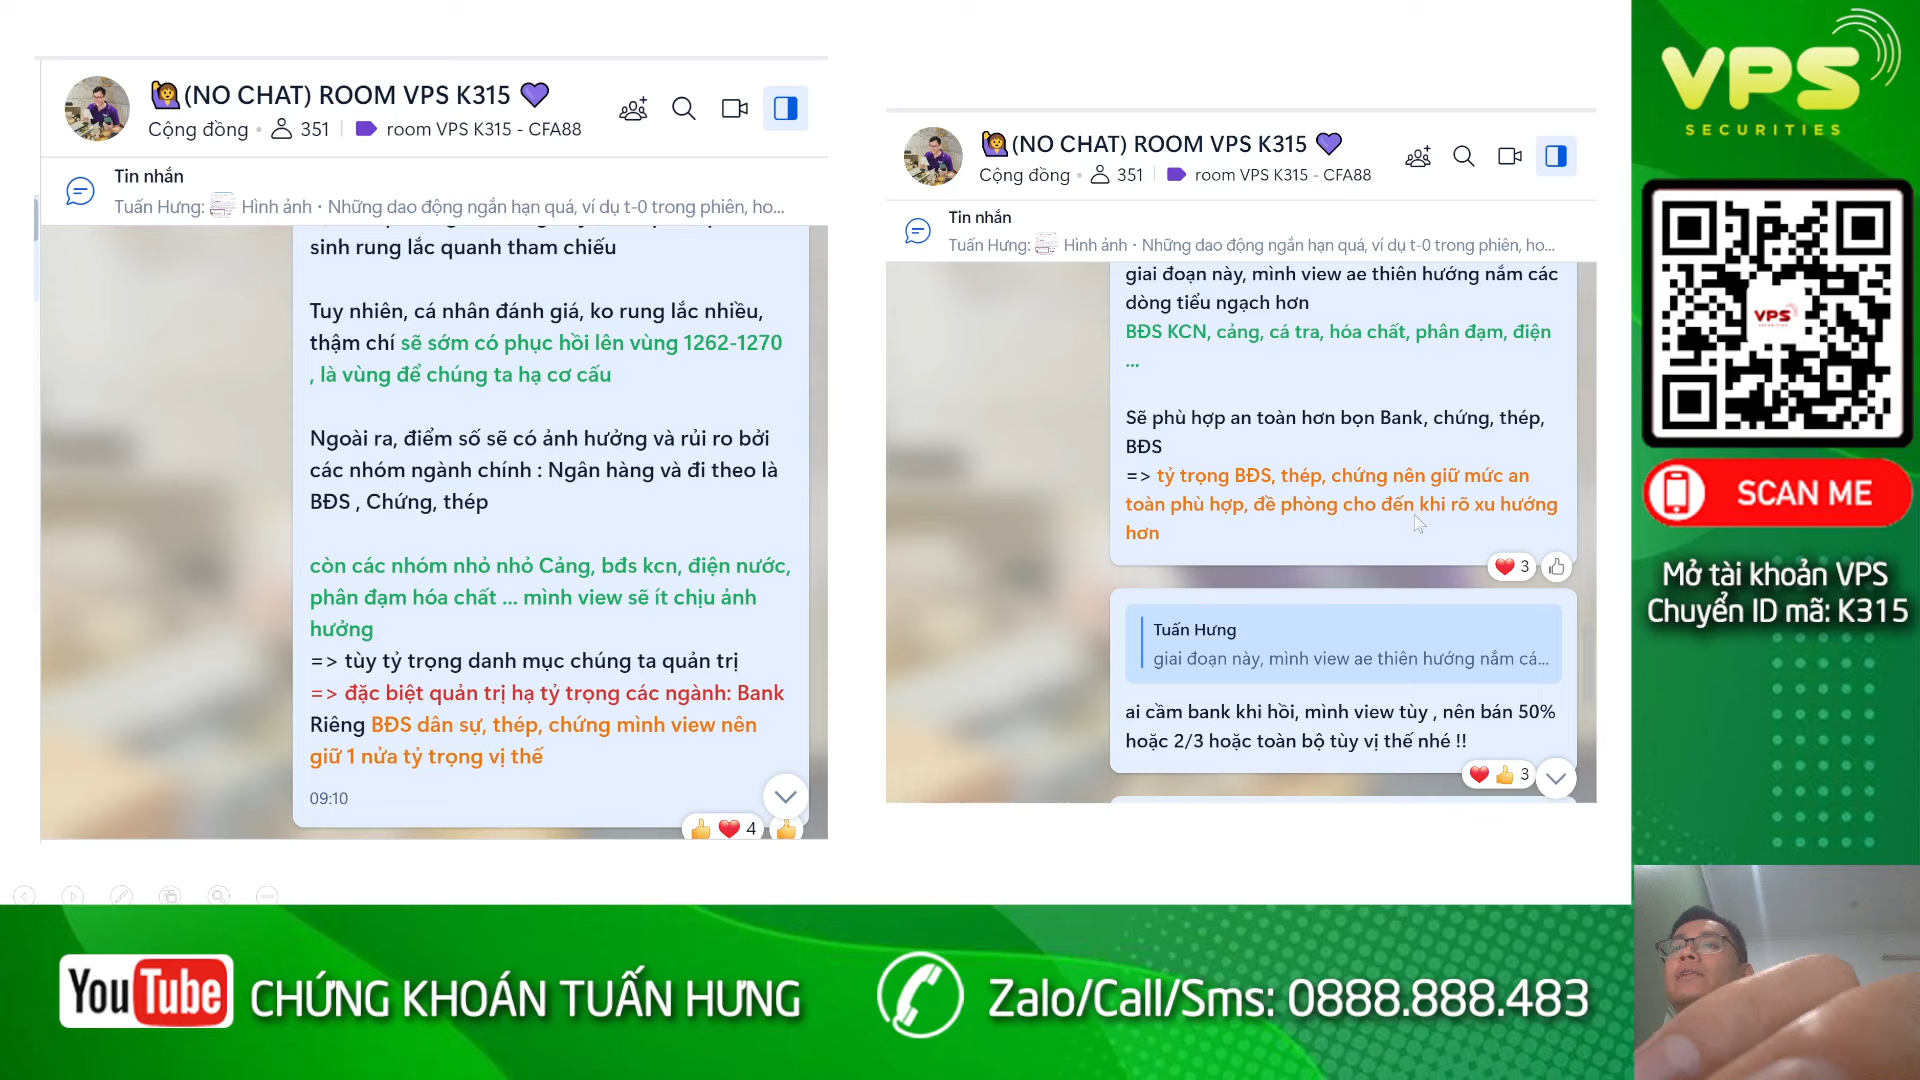 🙋(NO CHAT) ROOM VPS K315 💜
Cộng đồng • 351 | room VPS K315 - CFA88
Tin nhắn
Tuấn Hưng: Hình ảnh · Những dao động ngắn hạn quá, ví dụ t-0 trong phiên, ho...
sinh rung lắc quanh tham chiếu
Tuy nhiên, cá nhân đánh giá, ko rung lắc nhiều,
thậm chí sẽ sớm có phục hồi lên vùng 1262-1270
, là vùng để chúng ta hạ cơ cấu
Ngoài ra, điểm số sẽ có ảnh hưởng và rủi ro bởi
các nhóm ngành chính : Ngân hàng và đi theo là
BĐS , Chứng, thép
còn các nhóm nhỏ nhỏ Cảng, bđs kcn, điện nước,
phân đạm hóa chất ... mình view sẽ ít chịu ảnh
hưởng
=> tùy tỷ trọng danh mục chúng ta quản trị
=> đặc biệt quản trị hạ tỷ trọng các ngành: Bank
Riêng BĐS dân sự, thép, chứng mình view nên
giữ 1 nửa tỷ trọng vị thế
09:10
4
🙋(NO CHAT) ROOM VPS K315 💜
Cộng đồng • 351 | room VPS K315 - CFA88
Tin nhắn
Tuấn Hưng: Hình ảnh · Những dao động ngắn hạn quá, ví dụ t-0 trong phiên, ho...
giai đoạn này, mình view ae thiên hướng nắm các
dòng tiểu ngạch hơn
BĐS KCN, cảng, cá tra, hóa chất, phân đạm, điện
...
Sẽ phù hợp an toàn hơn bọn Bank, chứng, thép,
BĐS
=> tỷ trọng BĐS, thép, chứng nên giữ mức an
toàn phù hợp, đề phòng cho đến khi rõ xu hướng
hơn
3
Tuấn Hưng
giai đoạn này, mình view ae thiên hướng nắm cá...
ai cầm bank khi hồi, mình view tùy , nên bán 50%
hoặc 2/3 hoặc toàn bộ tùy vị thế nhé !!
3
VPS
SECURITIES
VPS
SCAN ME
Mở tài khoản VPS
Chuyển ID mã: K315
YouTube CHỨNG KHOÁN TUẤN HƯNG
Zalo/Call/Sms: 0888.888.483